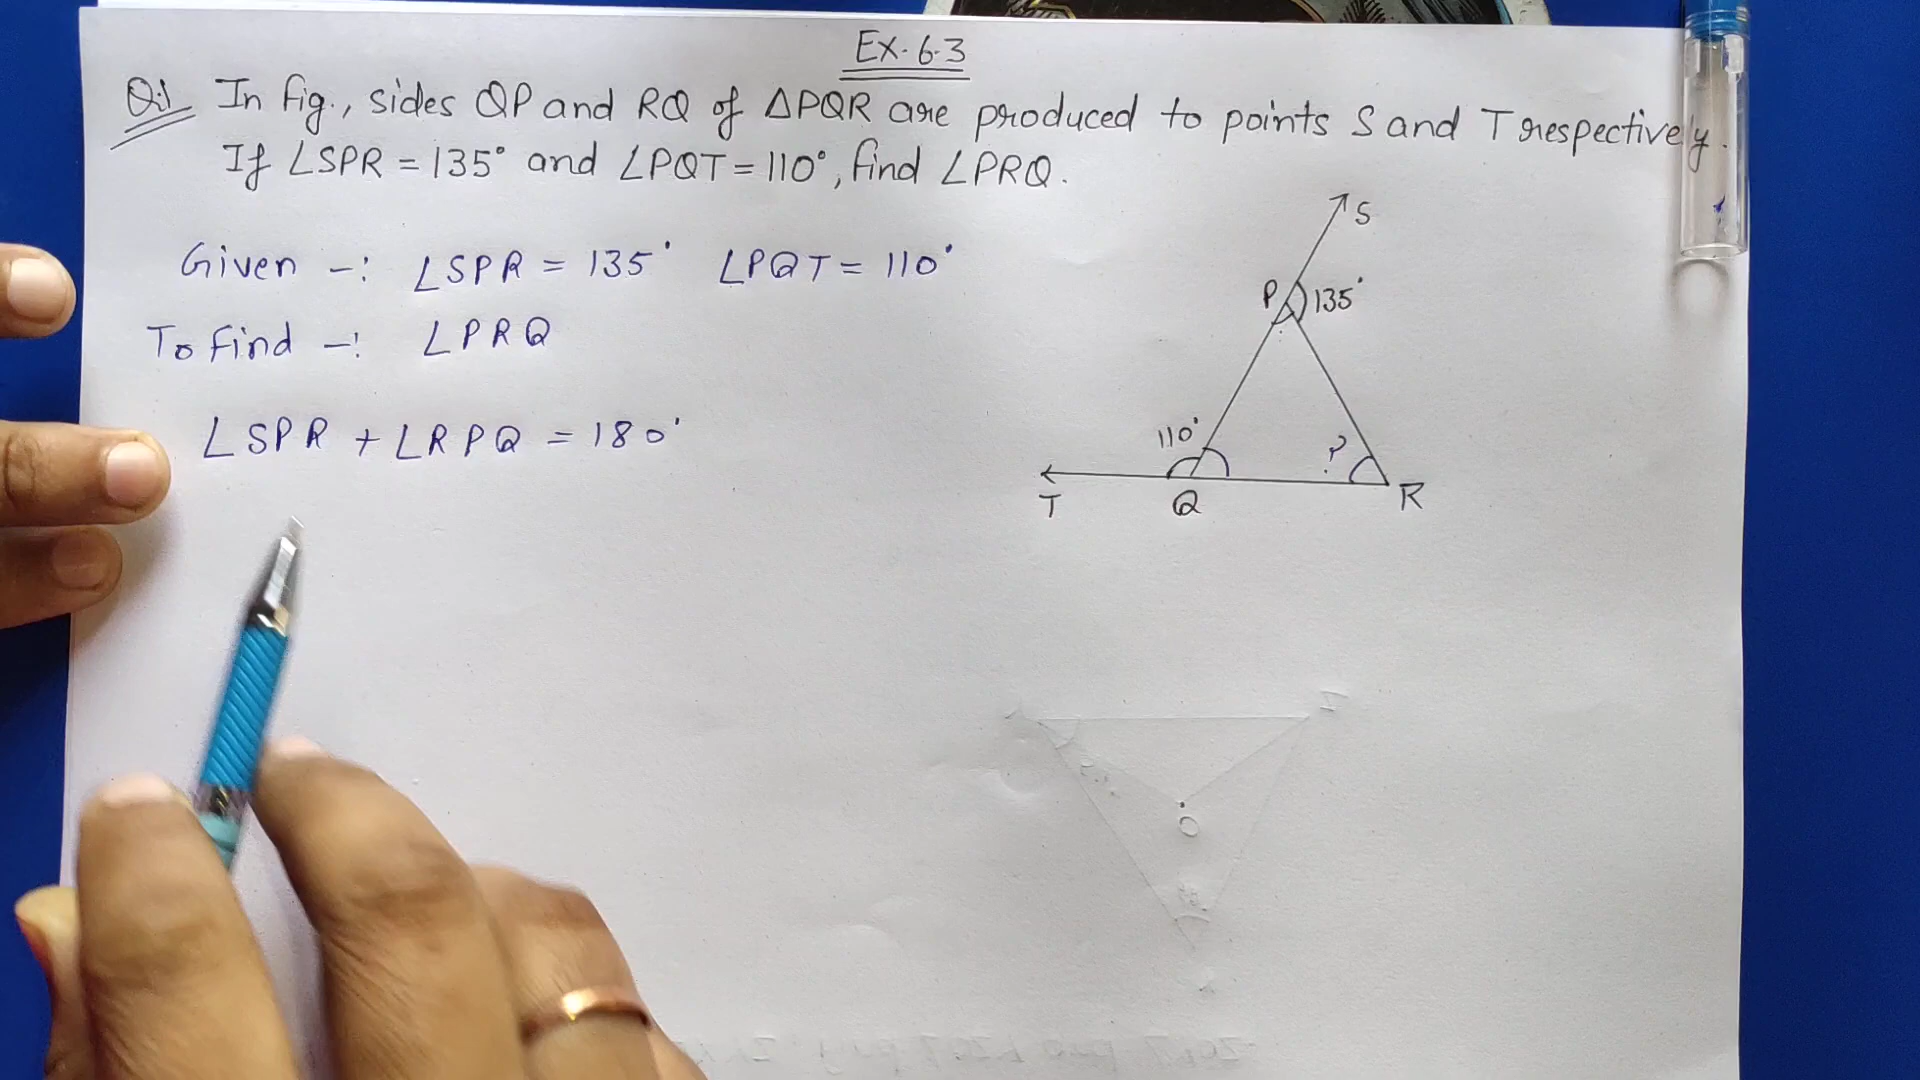 Ex-6.3
Q.1 In fig., sides QP and RQ of ΔPQR are produced to points S and T respectively.
If ∠SPR = 135° and ∠PQT = 110°, find ∠PRQ.
Given -: ∠SPR = 135° ∠PQT = 110°
To Find -: ∠PRQ
∠SPR + ∠RPQ = 180°
S
P 135°
110° ?
T Q R
O